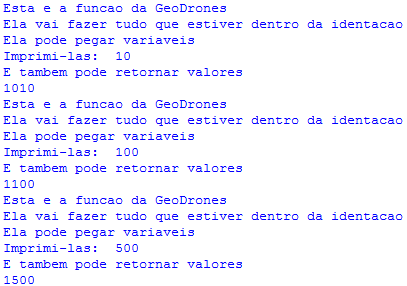 Esta e a funcao da GeoDrones
Ela vai fazer tudo que estiver dentro da identacao
Ela pode pegar variaveis
Imprimi-las:  10
E tambem pode retornar valores
1010
Esta e a funcao da GeoDrones
Ela vai fazer tudo que estiver dentro da identacao
Ela pode pegar variaveis
Imprimi-las:  100
E tambem pode retornar valores
1100
Esta e a funcao da GeoDrones
Ela vai fazer tudo que estiver dentro da identacao
Ela pode pegar variaveis
Imprimi-las:  500
E tambem pode retornar valores
1500